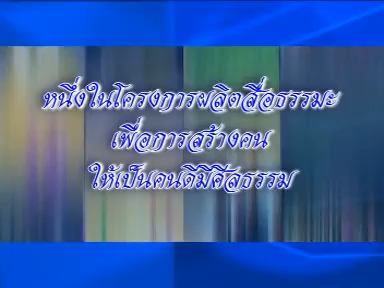 หนึ่งในโครงการผลิตสื่อธรรมะ
เพื่อการสร้างคน
ให้เป็นคนดีมีศีลธรรม